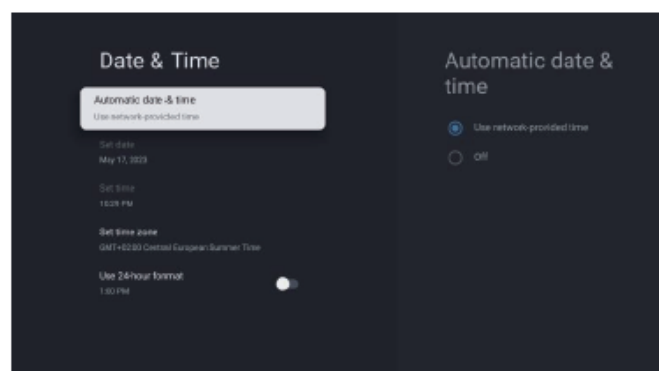 Date & Time
Automatic date & time
Use network-provided time
Set date
May 17, 2023
Set time
10:29 PM
Set time zone
GMT+02:00 Central European Summer Time
Use 24-hour format
1:00 PM
Automatic date &
time
Use network-provided time
Off